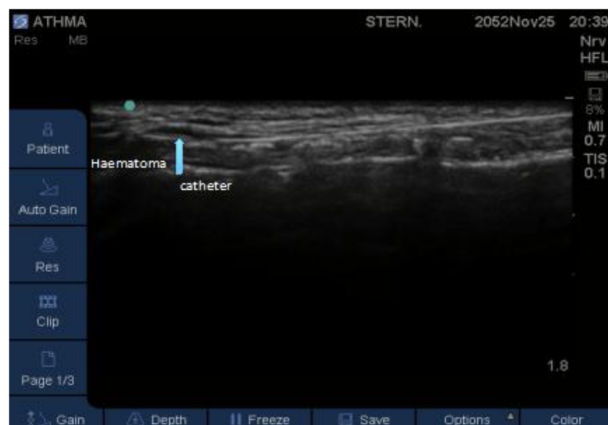 ATHMA STERN. 2052Nov25 20:39
Res MB Nrv
HFL
8%
MI
0.7
TIS
0.1
Patient
Haematoma
catheter
Auto Gain
Res
Clip
1.8
Page 1/3
Gain Depth Freeze Save Options Color